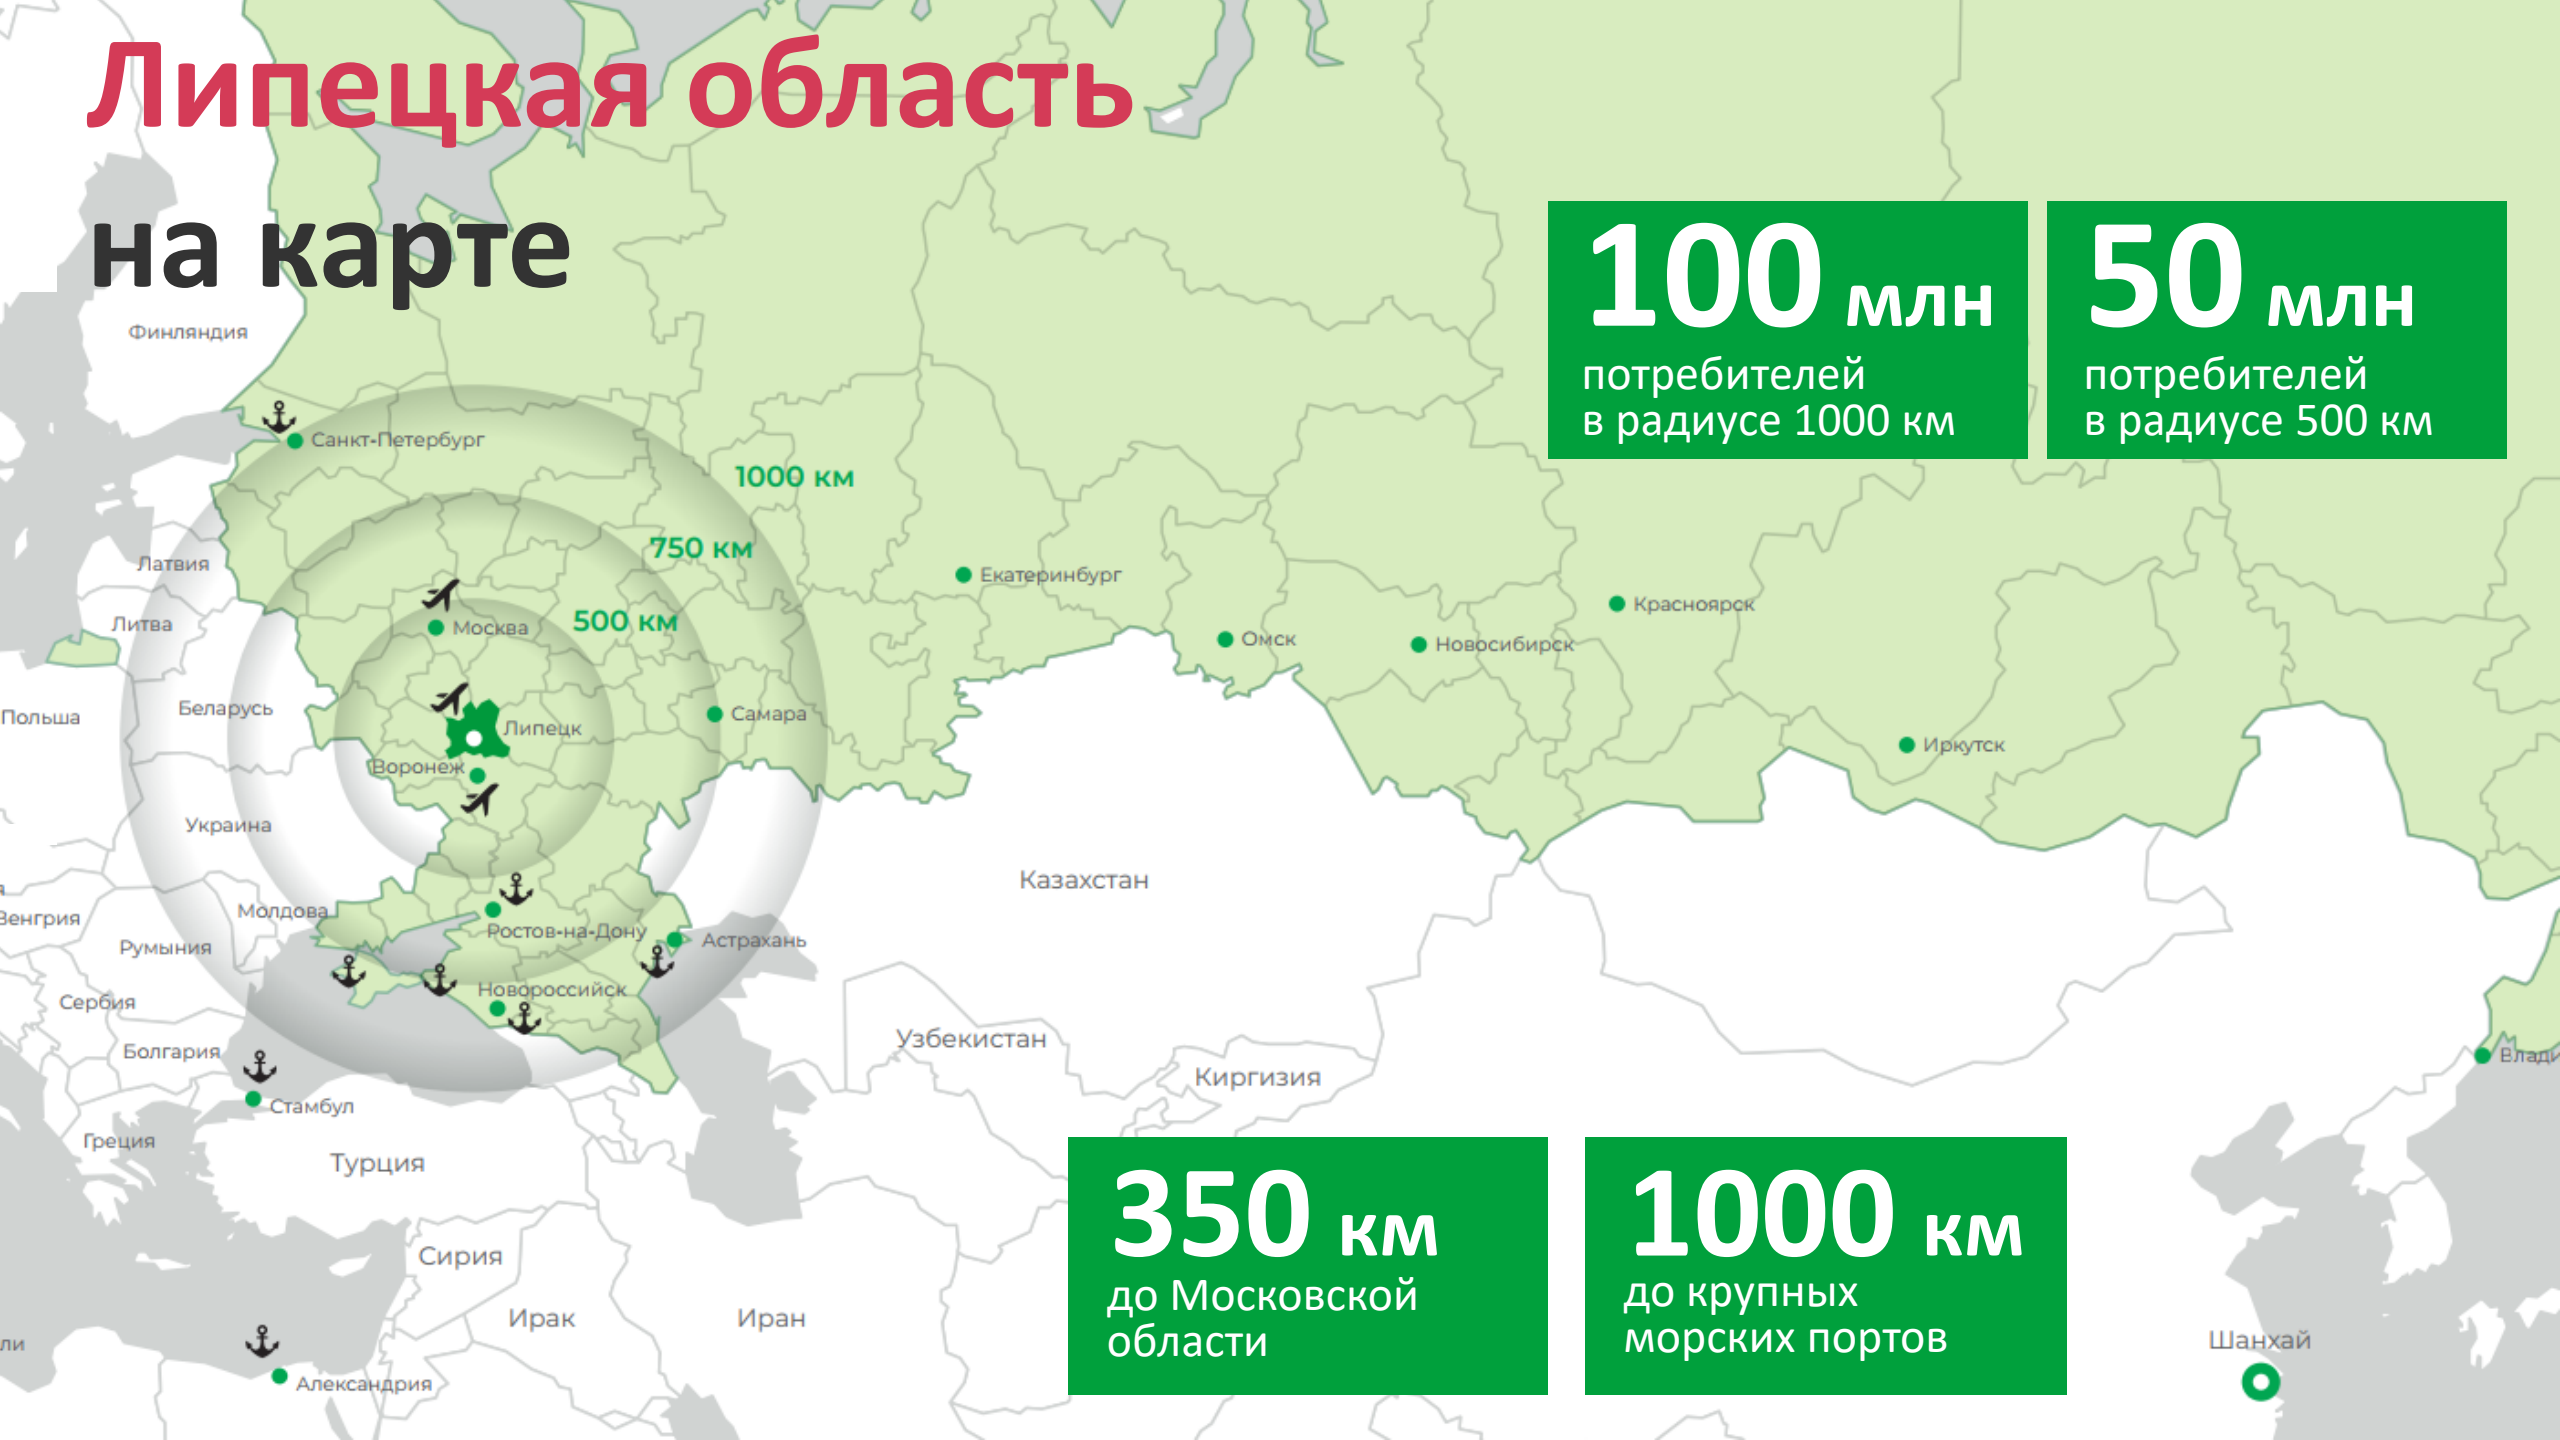 Липецкая область
на карте
100 млн
потребителей
в радиусе 1000 км
50 млн
потребителей
в радиусе 500 км
Финляндия
Санкт-Петербург
1000 км
750 км
Латвия
Екатеринбург
Красноярск
500 км
Литва
Москва
Омск
Новосибирск
Беларусь
Польша
Самара
Липецк
Иркутск
Воронеж
Украина
Казахстан
Молдова
Венгрия
Ростов-на-Дону
Астрахань
Румыния
Новороссийск
Сербия
Узбекистан
Болгария
Влади
Киргизия
Стамбул
Греция
Турция
350 км
до Московской
области
1000 км
до крупных
морских портов
Сирия
Ирак
Иран
ли
Шанхай
Александрия